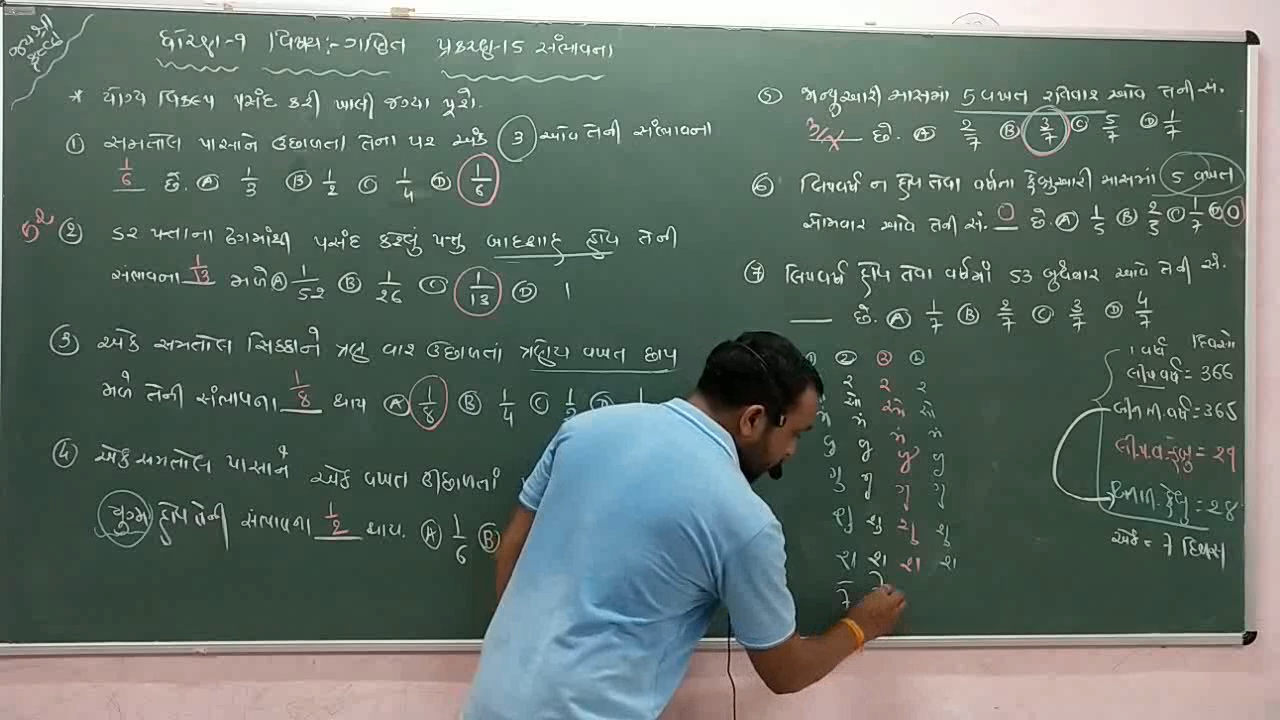 જય શ્રી
ધોરણ-૧ વિષય:-ગણિત પ્રકરણ-15 સંભાવના
* યોગ્ય વિકલ્પ પસંદ કરી ખાલી જગ્યા પૂરો.
① સમતોલ પાસાને ઉછાળતા તેના પર અંક 3 આવે તેની સંભાવના
1/6 છે. Ⓐ 1/3 Ⓑ 1/2 Ⓒ 1/4 Ⓓ 1/6
② 52 પત્તાના ઢગમાંથી પસંદ કરેલું પત્તુ બાદશાહ હોય તેની
સંભાવના 1/13 મળે Ⓐ 1/52 Ⓑ 1/26 Ⓒ 1/13 Ⓓ 1
③ એક સમતોલ સિક્કાને ત્રણ વાર ઉછાળતાં ત્રણેય વખત છાપ
મળે તેની સંભાવના 1/8 થાય Ⓐ 1/8 Ⓑ 1/4 Ⓒ 1/2 Ⓓ
④ એક સમતોલ પાસાને એક વખત ઉછાળતાં
યુગ્મ હોય તેની સંભાવના 1/2 થાય. Ⓐ 1/6 Ⓑ
⑤ જાન્યુઆરી માસમાં 5 વખત રવિવાર આવે તેની સં.
3/7 છે. Ⓐ 2/7 Ⓑ 3/7 Ⓒ 5/7 Ⓓ 1/7
⑥ લિપવર્ષ ન હોય તેવા વર્ષના ફેબ્રુઆરી માસમાં 5 વખત
સોમવાર આવે તેની સં. 0 છે Ⓐ 1/5 Ⓑ 2/5 Ⓒ 1/7 Ⓓ 0
⑦ લિપવર્ષ હોય તેવા વર્ષમાં 53 બુધવાર આવે તેની સં.
છે. Ⓐ 1/7 Ⓑ 2/7 Ⓒ 3/7 Ⓓ 4/7
② ③
ર ર ર
સો
મં મં મં
બુ બુ બુ બુ
ગુ ગુ ગુ ગુ
શુ શુ શુ શુ
શ શ શ શ
7 7
1 વર્ષ દિવસો
લીપ વર્ષ = 366
વર્ષ = 365
લી.પ.વ.ફેબ્રુ = 29
ફેબ્રુ = 28
અઠ = 7 દિવસ